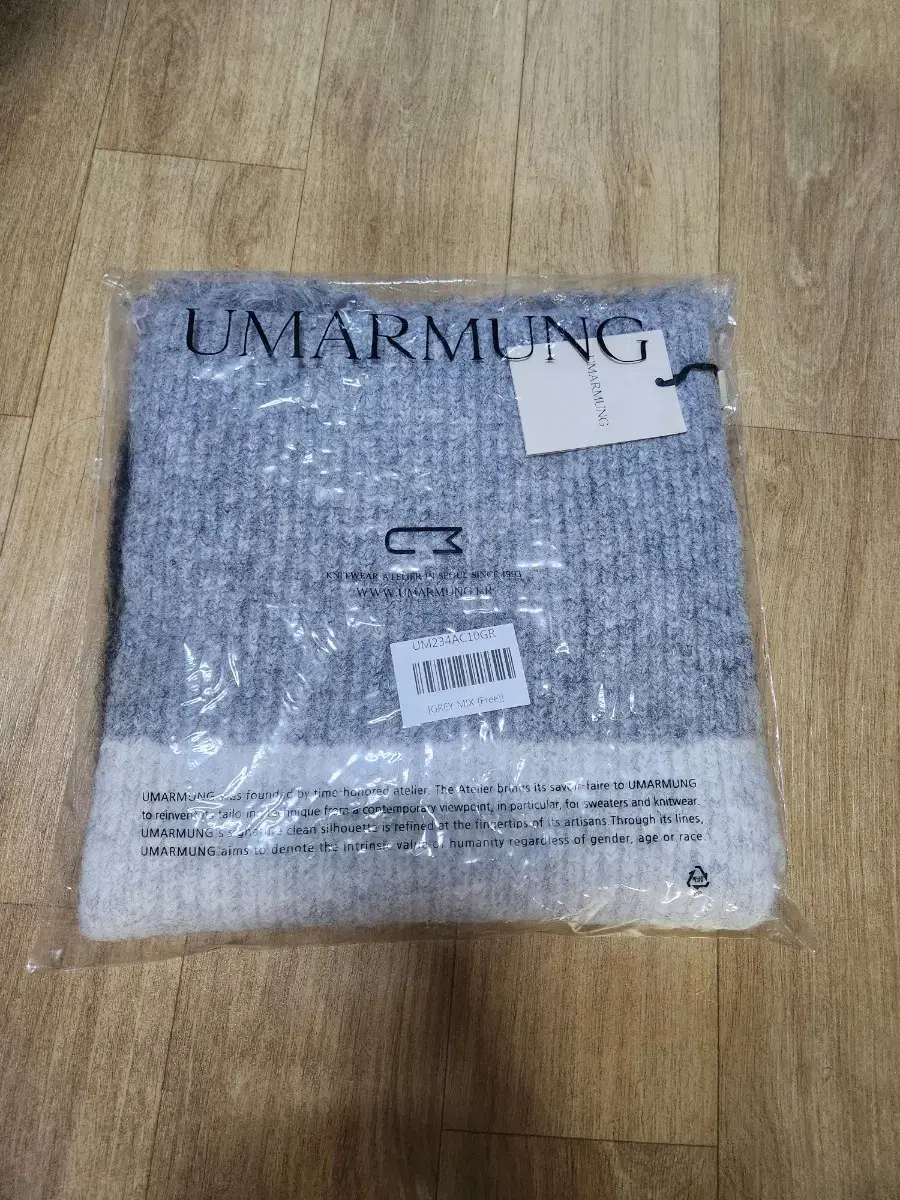 UMARMUNG
UMARMUNG
KNITWEAR ATELIER IN SEOUL SINCE 1993
WWW.UMARMUNG.KR
UM234AC10GR
[GREY MIX (Free)]
UMARMUNG was founded by time-honored atelier. The Atelier brings its savoir-faire to UMARMUNG
to reinvent its tailoring technique from a contemporary viewpoint, in particular, for sweaters and knitwear.
UMARMUNG's signature clean silhouette is refined at the fingertips of its artisans Through its lines,
UMARMUNG aims to denote the intrinsic value of humanity regardless of gender, age or race.